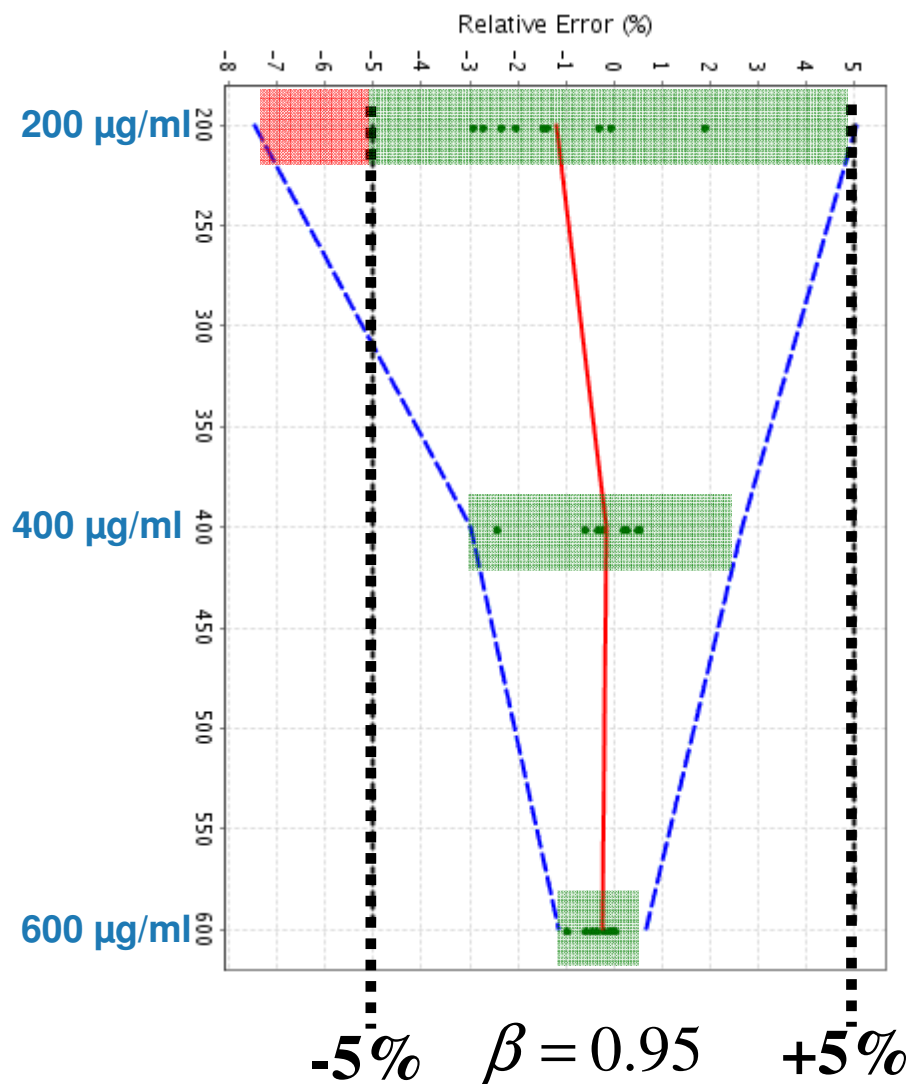 Relative Error (%)
-8 -7 -6 -5 -4 -3 -2 -1 0 1 2 3 4 5
200 µg/ml 200
250
300
350
400 µg/ml 400
450
500
550
600 µg/ml 600
-5% β = 0.95 +5%